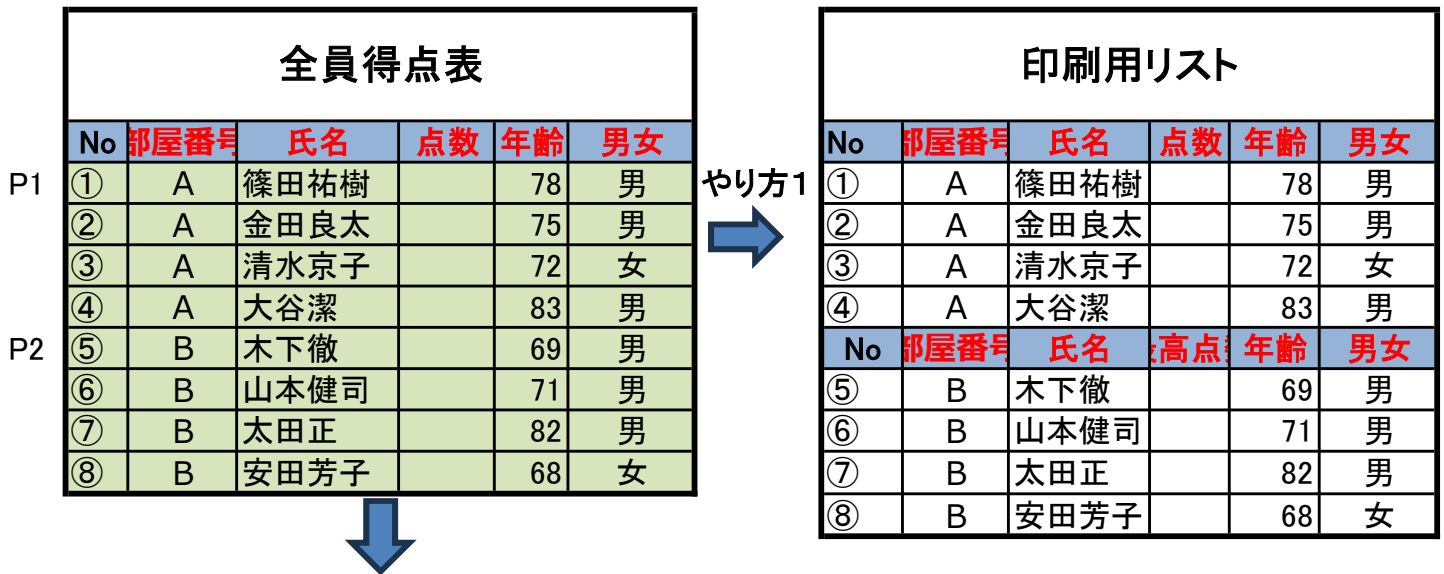 全員得点表
No 部屋番号 氏名 点数 年齢 男女
P1 ① A 篠田祐樹 78 男
② A 金田良太 75 男
③ A 清水京子 72 女
④ A 大谷潔 83 男
P2 ⑤ B 木下徹 69 男
⑥ B 山本健司 71 男
⑦ B 太田正 82 男
⑧ B 安田芳子 68 女
やり方1
印刷用リスト
No 部屋番号 氏名 点数 年齢 男女
① A 篠田祐樹 78 男
② A 金田良太 75 男
③ A 清水京子 72 女
④ A 大谷潔 83 男
No 部屋番号 氏名 最高点数 年齢 男女
⑤ B 木下徹 69 男
⑥ B 山本健司 71 男
⑦ B 太田正 82 男
⑧ B 安田芳子 68 女